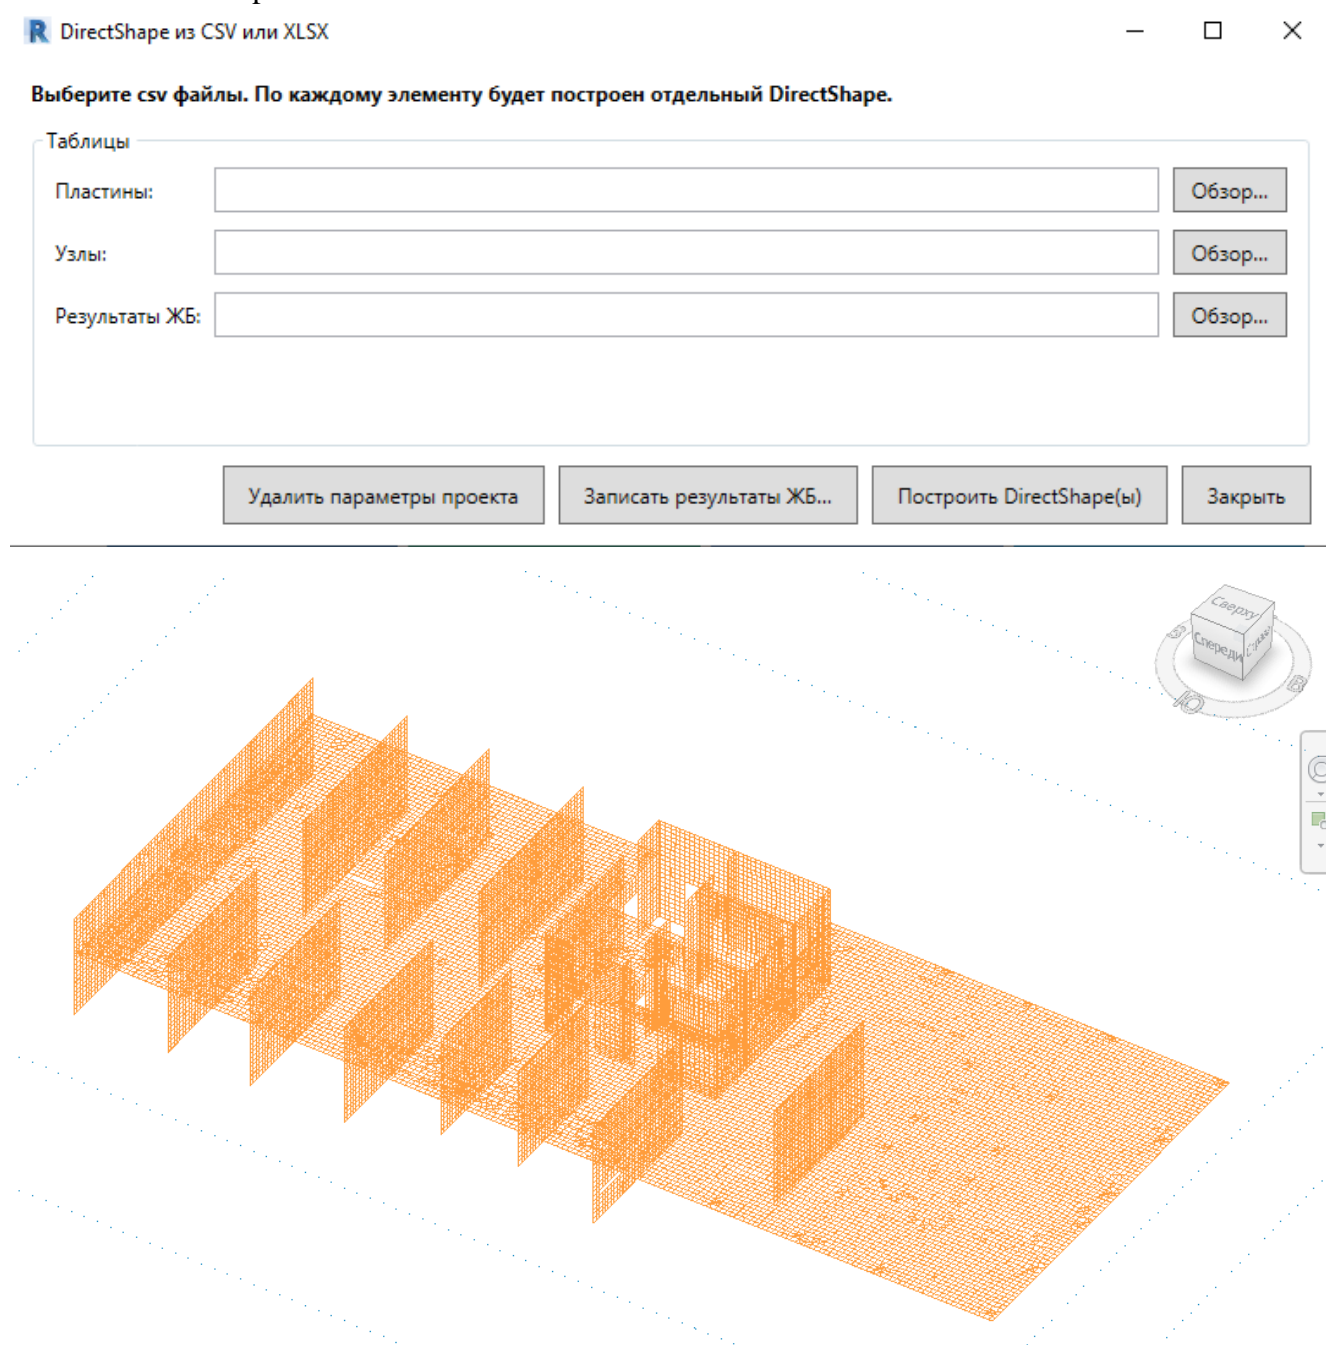 DirectShape из CSV или XLSX
Выберите csv файлы. По каждому элементу будет построен отдельный DirectShape.
Таблицы
Пластины:
Обзор...
Узлы:
Обзор...
Результаты ЖБ:
Обзор...
Удалить параметры проекта
Записать результаты ЖБ...
Построить DirectShape(ы)
Закрыть
Сверху
Спереди
Ю
В